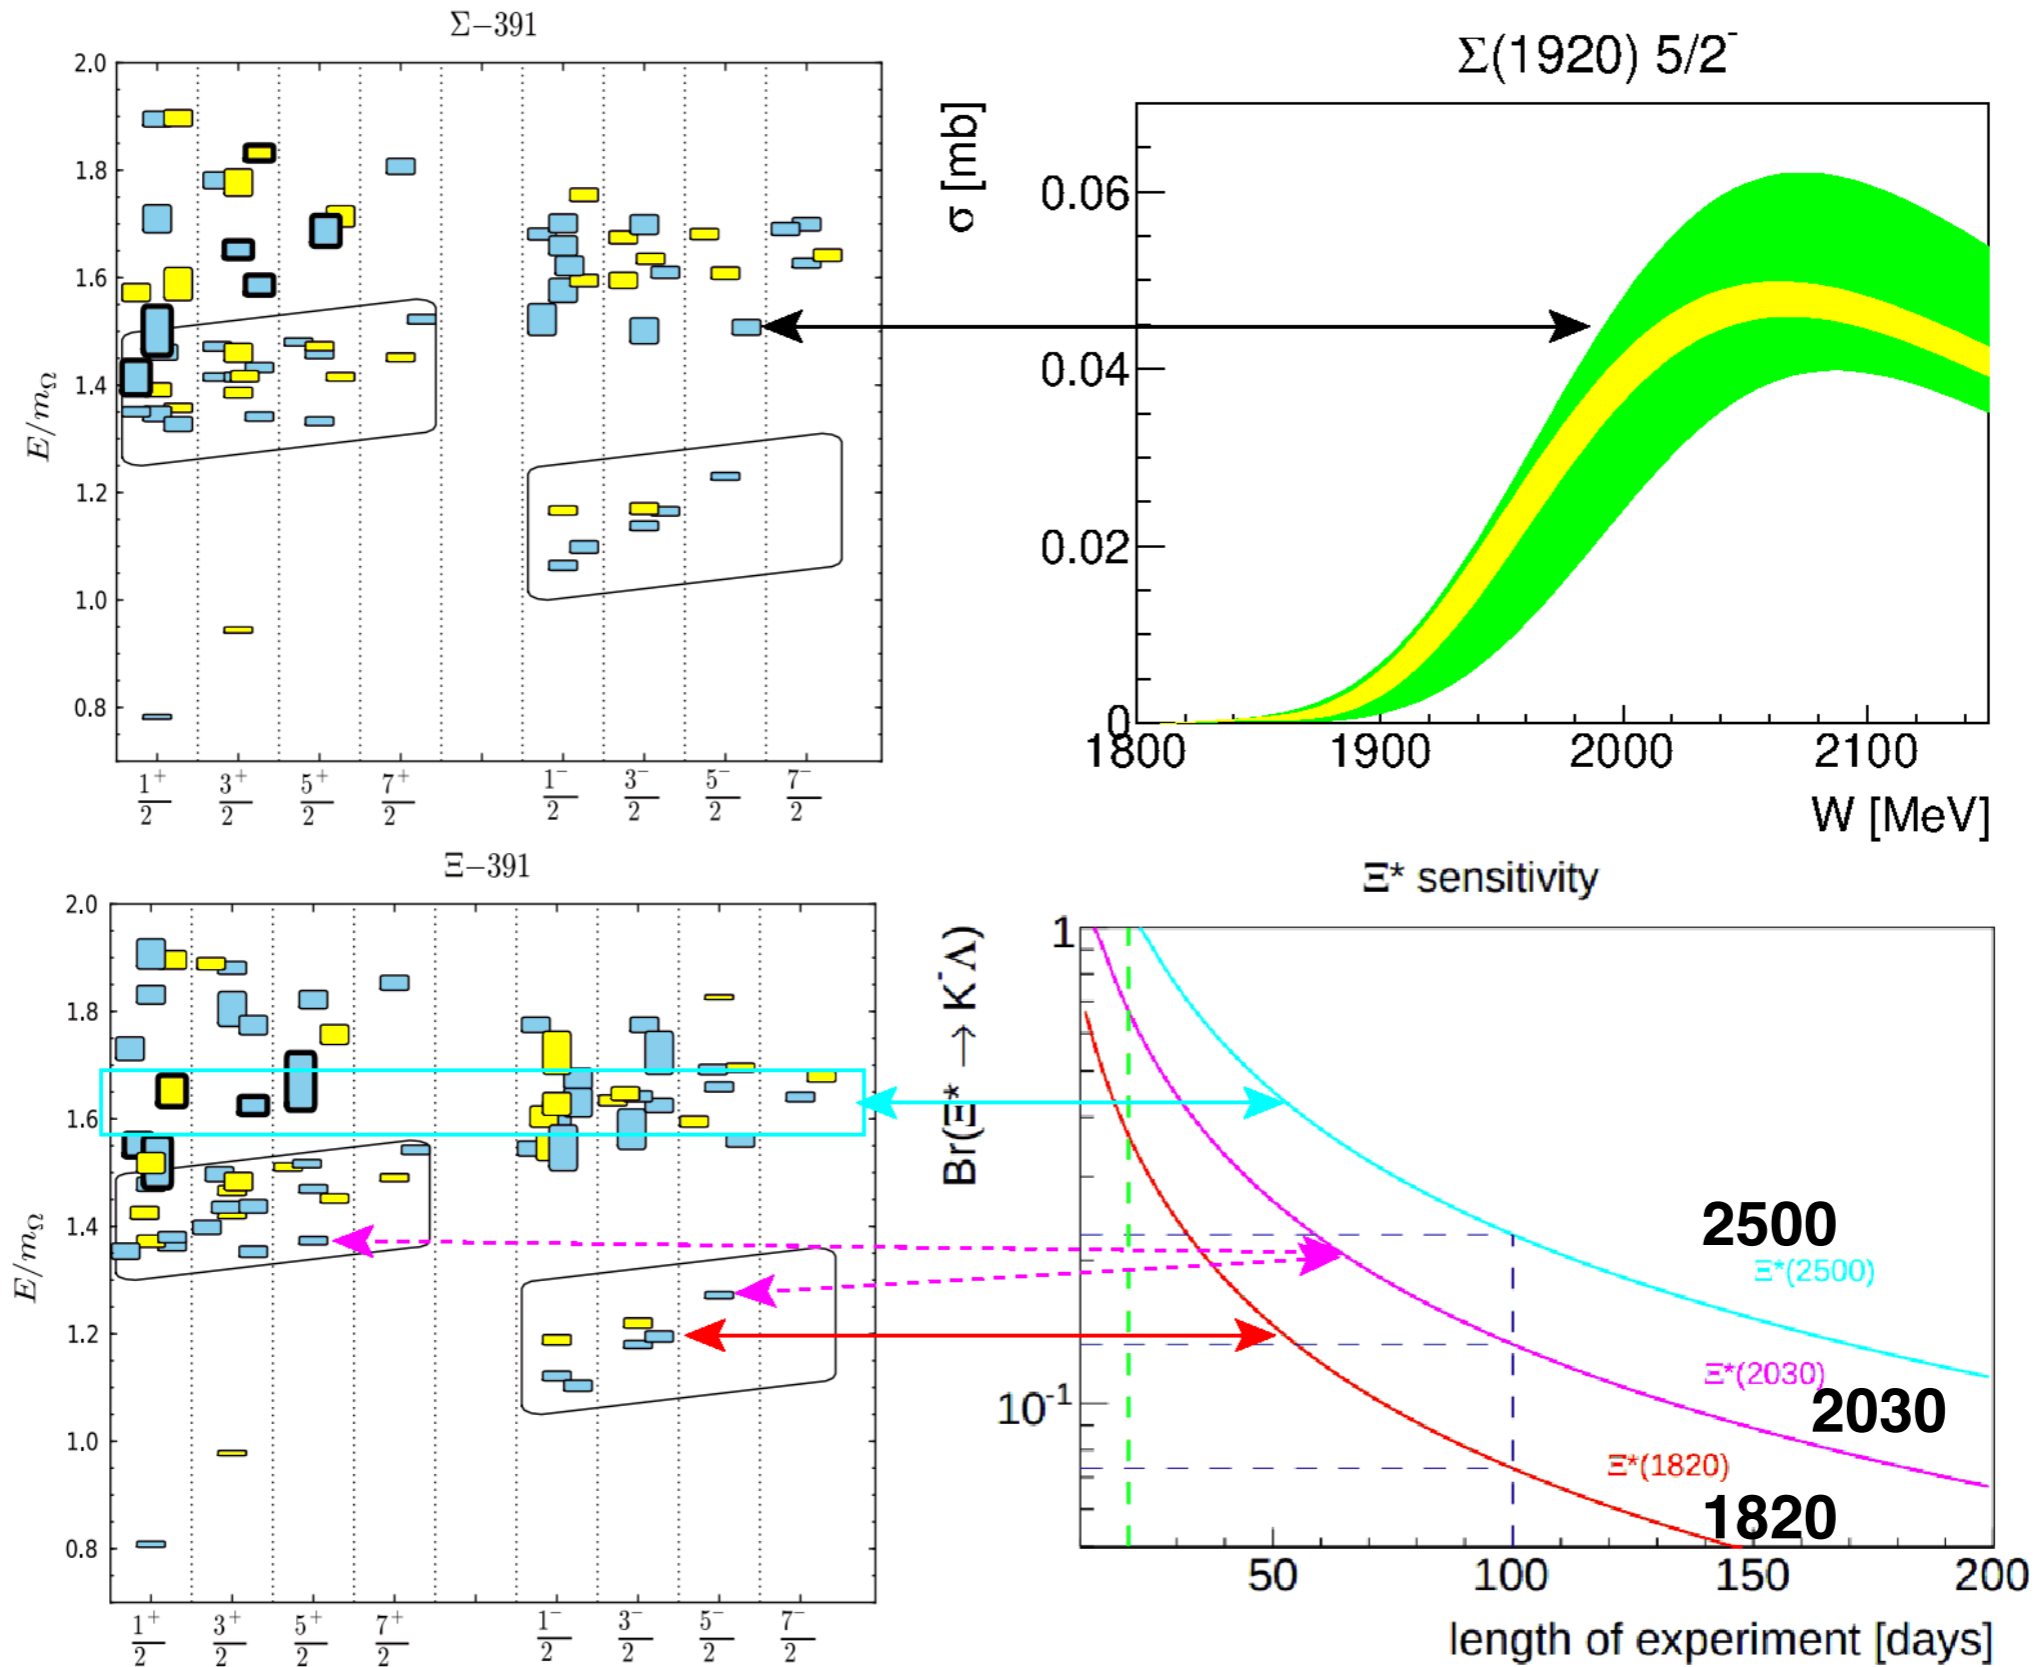 Σ−391
2.0
1.8
1.6
1.4
1.2
1.0
0.8
E/mΩ
1/2+ 3/2+ 5/2+ 7/2+ 1/2− 3/2− 5/2− 7/2−
Σ(1920) 5/2-
σ [mb]
0.06
0.04
0.02
0
1800 1900 2000 2100
W [MeV]
Ξ−391
2.0
1.8
1.6
1.4
1.2
1.0
0.8
E/mΩ
1/2+ 3/2+ 5/2+ 7/2+ 1/2− 3/2− 5/2− 7/2−
Ξ* sensitivity
Br(Ξ* → K-Λ)
1
10-1
2500
Ξ*(2500)
Ξ*(2030)
2030
Ξ*(1820)
1820
50 100 150 200
length of experiment [days]